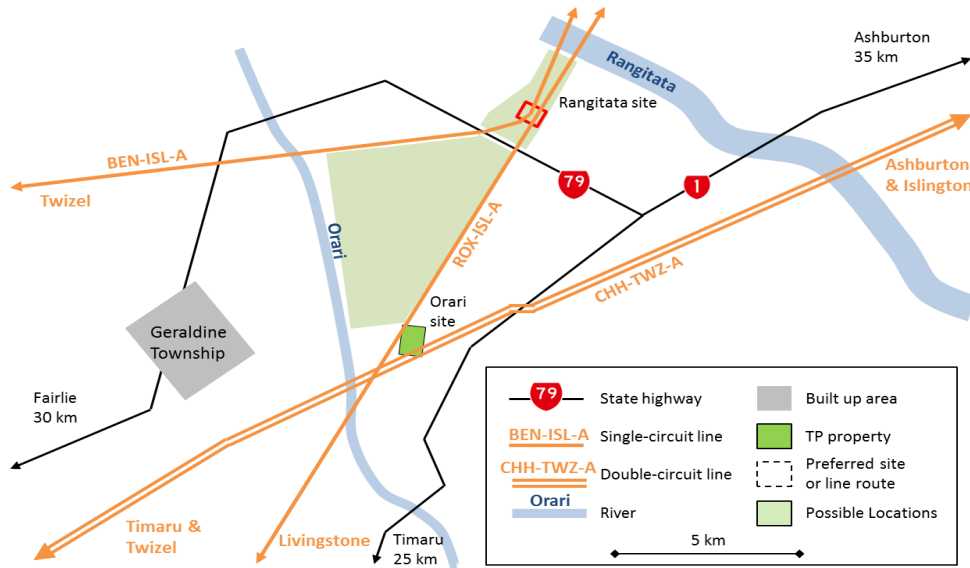 Ashburton
35 km
Rangitata
Rangitata site
BEN-ISL-A
Twizel
79
1
Ashburton
& Islington
Orari
ROX-ISL-A
CHH-TWZ-A
Orari
site
Geraldine
Township
Fairlie
30 km
Timaru &
Twizel
Livingstone
Timaru
25 km
79
State highway
Built up area
BEN-ISL-A
Single-circuit line
TP property
CHH-TWZ-A
Double-circuit line
Preferred site
or line route
Orari
River
Possible Locations
5 km